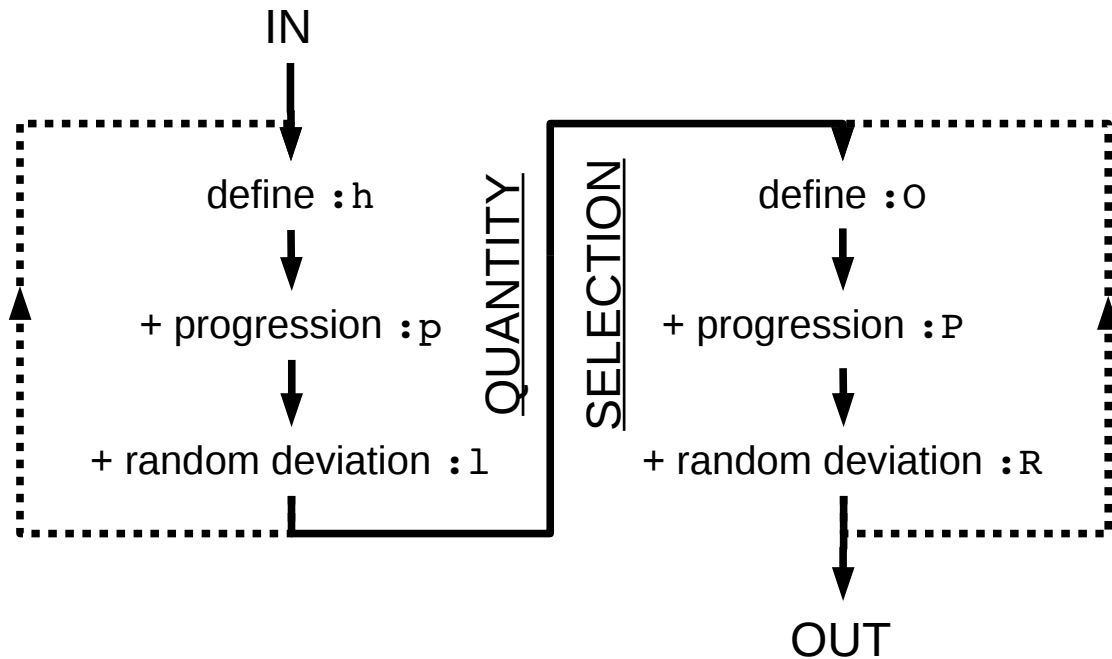 IN
define :h
+ progression :p
+ random deviation :l
QUANTITY
SELECTION
define :O
+ progression :P
+ random deviation :R
OUT